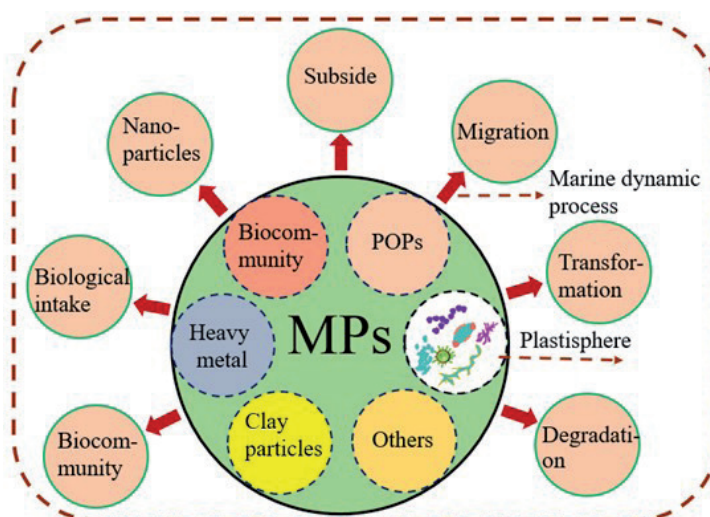 Subside
Nano-
particles
Migration
Marine dynamic
process
Biocom-
munity
POPs
Biological
intake
Transfor-
mation
Heavy
metal
MPs
Plastisphere
Clay
particles
Others
Biocom-
munity
Degradati-
on